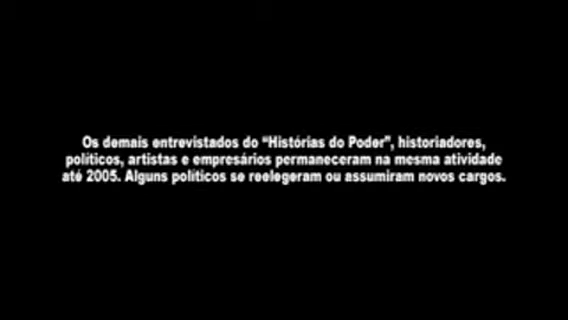 Os demais entrevistados do “Histórias do Poder”, historiadores,
políticos, artistas e empresários permaneceram na mesma atividade
até 2005. Alguns políticos se reelegeram ou assumiram novos cargos.